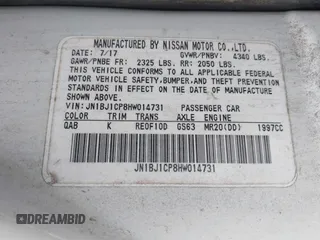 MANUFACTURED BY NISSAN MOTOR CO.,LTD.
DATE: 7/17 GVWR/PNBV: 4340 LBS.
GAWR/PNBE FR: 2325 LBS. RR: 2050 LBS.
THIS VEHICLE CONFORMS TO ALL APPLICABLE FEDERAL
MOTOR VEHICLE SAFETY, BUMPER, AND THEFT PREVENTION
STANDARDS IN EFFECT ON THE DATE OF MANUFACTURE
SHOWN ABOVE.
VIN: JN1BJ1CP8HW014731 PASSENGER CAR
COLOR TRIM TRANS AXLE ENGINE
QAB K RE0F10D GS63 MR20(DD) 1997CC
JN1BJ1CP8HW014731
DREAMBID